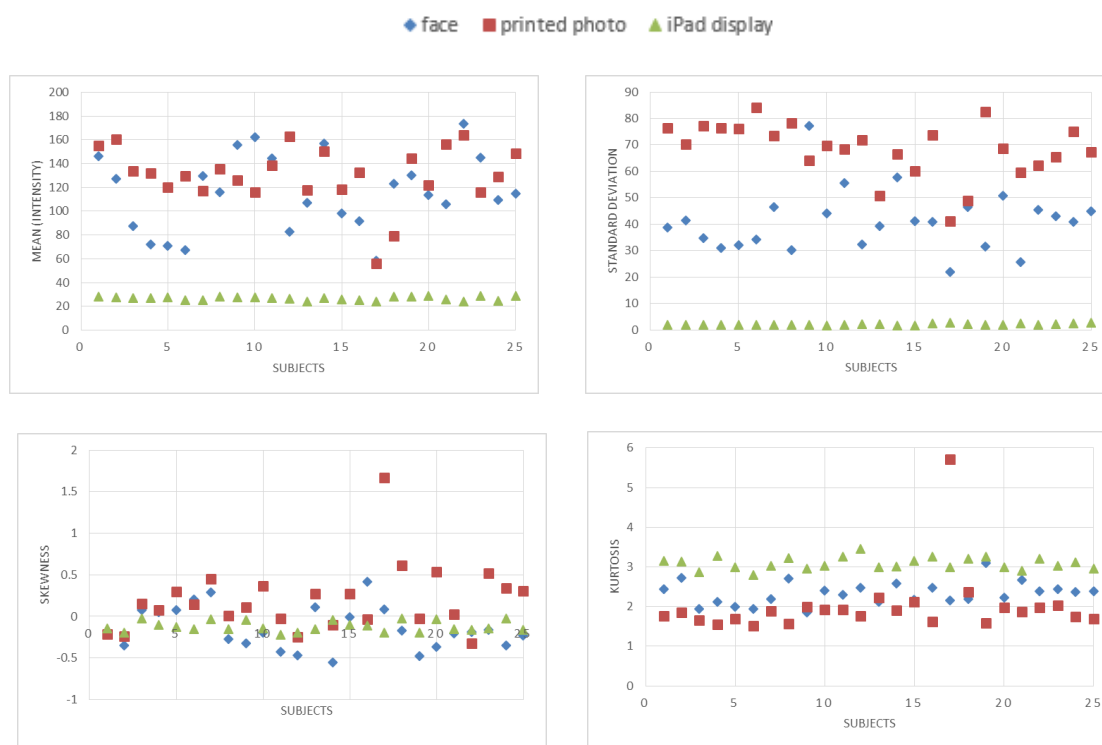 face printed photo iPad display
200
180
160
140
120
100
80
60
40
20
0
MEAN (INTENSITY)
0 5 10 15 20 25
SUBJECTS
90
80
70
60
50
40
30
20
10
0
STANDARD DEVIATION
0 5 10 15 20 25
SUBJECTS
2
1.5
1
0.5
0
-0.5
-1
SKEWNESS
0 5 10 15 20 25
SUBJECTS
6
5
4
3
2
1
0
KURTOSIS
0 5 10 15 20 25
SUBJECTS